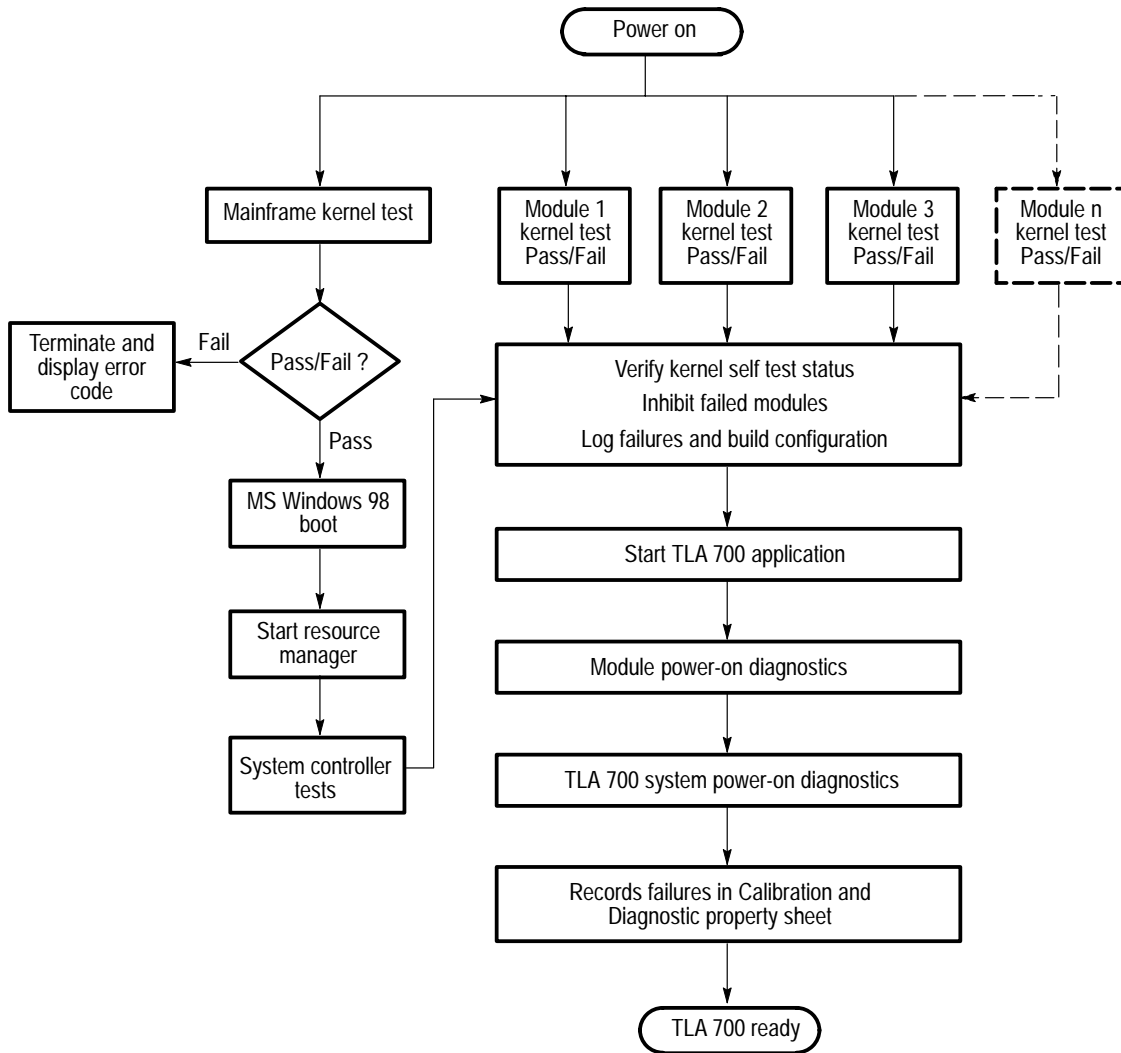 Power on
Mainframe kernel test
Module 1
kernel test
Pass/Fail
Module 2
kernel test
Pass/Fail
Module 3
kernel test
Pass/Fail
Module n
kernel test
Pass/Fail
Terminate and
display error
code
Fail
Pass/Fail ?
Pass
Verify kernel self test status
Inhibit failed modules
Log failures and build configuration
MS Windows 98
boot
Start resource
manager
System controller
tests
Start TLA 700 application
Module power-on diagnostics
TLA 700 system power-on diagnostics
Records failures in Calibration and
Diagnostic property sheet
TLA 700 ready